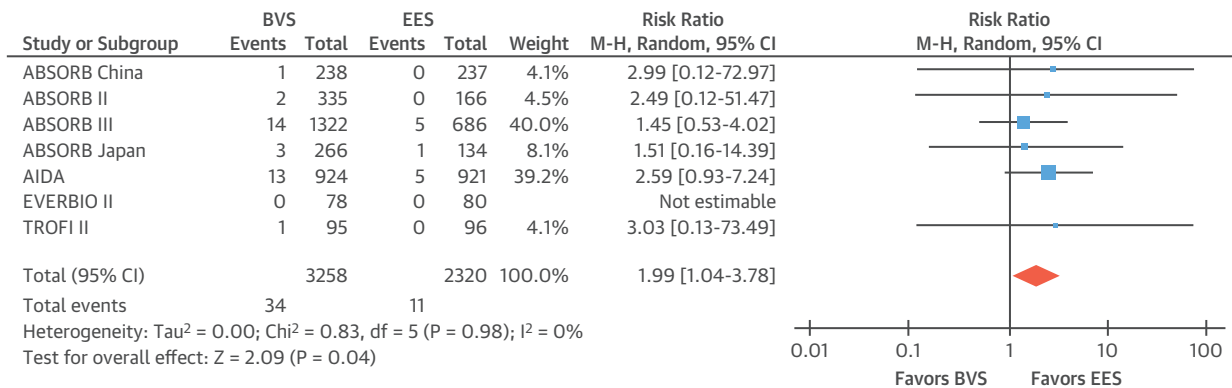 BVS EES Risk Ratio Risk Ratio
Study or Subgroup Events Total Events Total Weight M-H, Random, 95% CI M-H, Random, 95% CI
ABSORB China 1 238 0 237 4.1% 2.99 [0.12-72.97]
ABSORB II 2 335 0 166 4.5% 2.49 [0.12-51.47]
ABSORB III 14 1322 5 686 40.0% 1.45 [0.53-4.02]
ABSORB Japan 3 266 1 134 8.1% 1.51 [0.16-14.39]
AIDA 13 924 5 921 39.2% 2.59 [0.93-7.24]
EVERBIO II 0 78 0 80 Not estimable
TROFI II 1 95 0 96 4.1% 3.03 [0.13-73.49]
Total (95% CI) 3258 2320 100.0% 1.99 [1.04-3.78]
Total events 34 11
Heterogeneity: Tau² = 0.00; Chi² = 0.83, df = 5 (P = 0.98); I² = 0%
Test for overall effect: Z = 2.09 (P = 0.04)
0.01 0.1 1 10 100
Favors BVS Favors EES